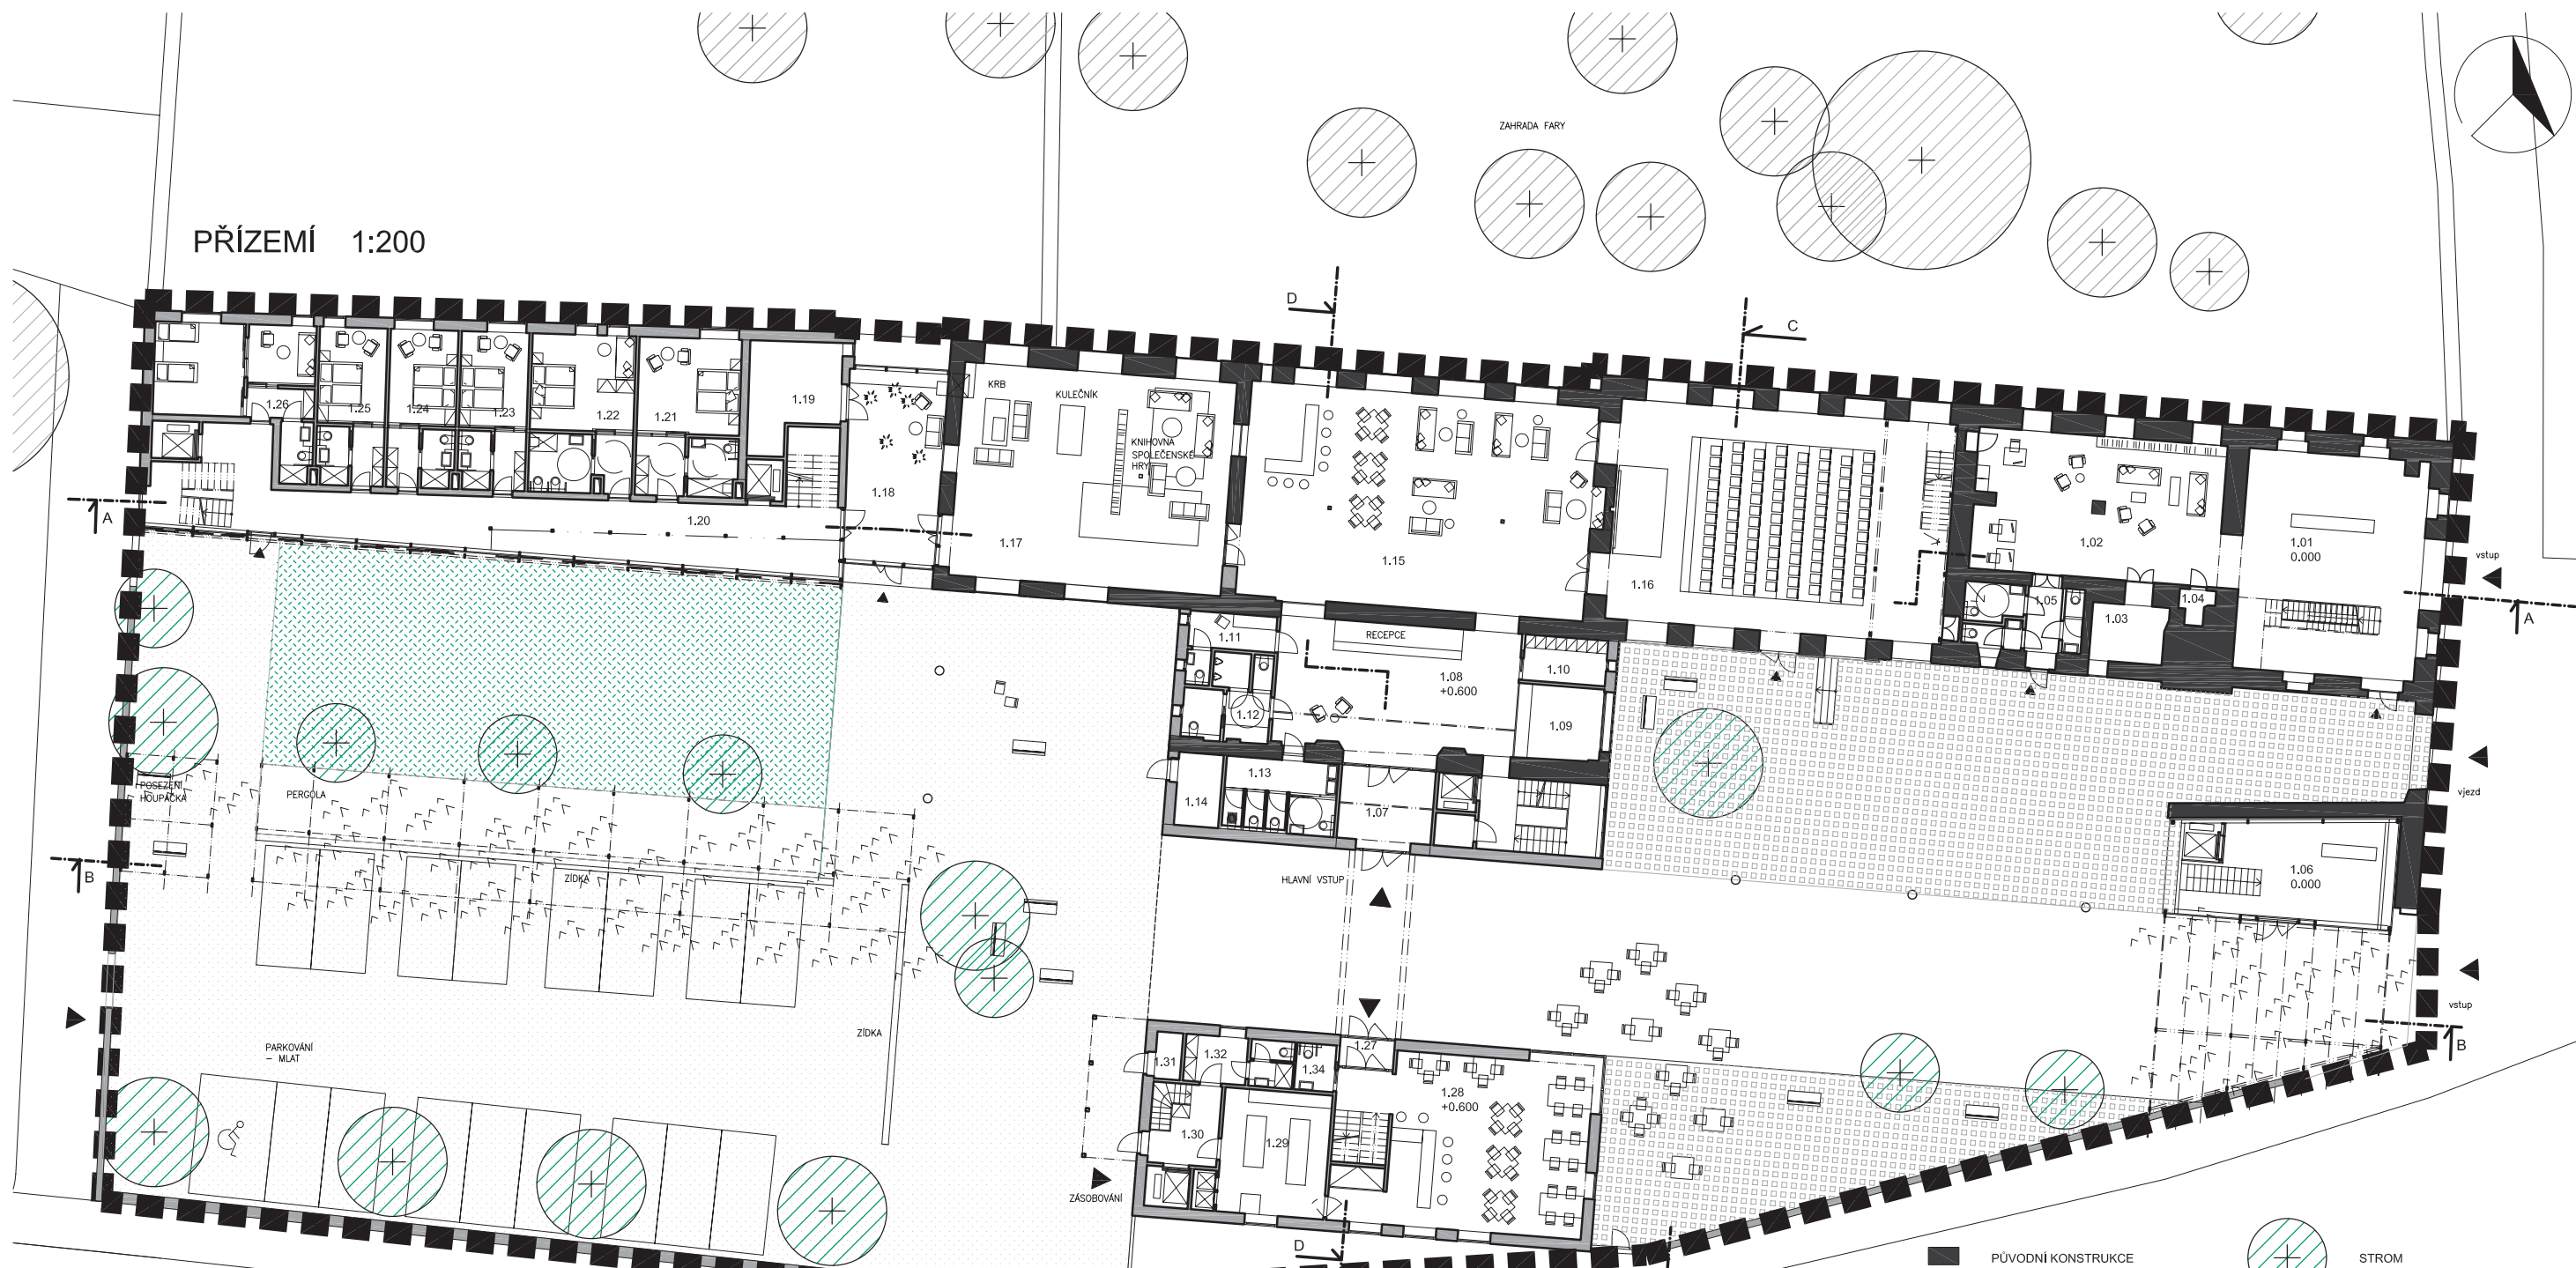 ZAHRADA FARY
PŘÍZEMÍ 1:200
D
C
KRB
KULEČNÍK
KNIHOVNA
SPOLEČENSKÉ
HRY
1.26
1.25
1.24
1.23
1.22
1.21
1.19
1.18
1.20
1.17
1.15
1.16
1.02
1.01
0.000
vstup
A
A
1.05
1.04
1.03
1.11
RECEPCE
1.10
1.08
+0.600
1.12
1.09
1.13
1.14
1.07
POSEZENÍ
HOUPAČKA
PERGOLA
vjezd
B
ZÍDKA
HLAVNÍ VSTUP
1.06
0.000
vstup
ZÍDKA
PARKOVÁNÍ
– MLAT
B
1.31
1.32
1.34
1.27
1.28
+0.600
1.30
1.29
ZÁSOBOVÁNÍ
D
PŮVODNÍ KONSTRUKCE
STROM